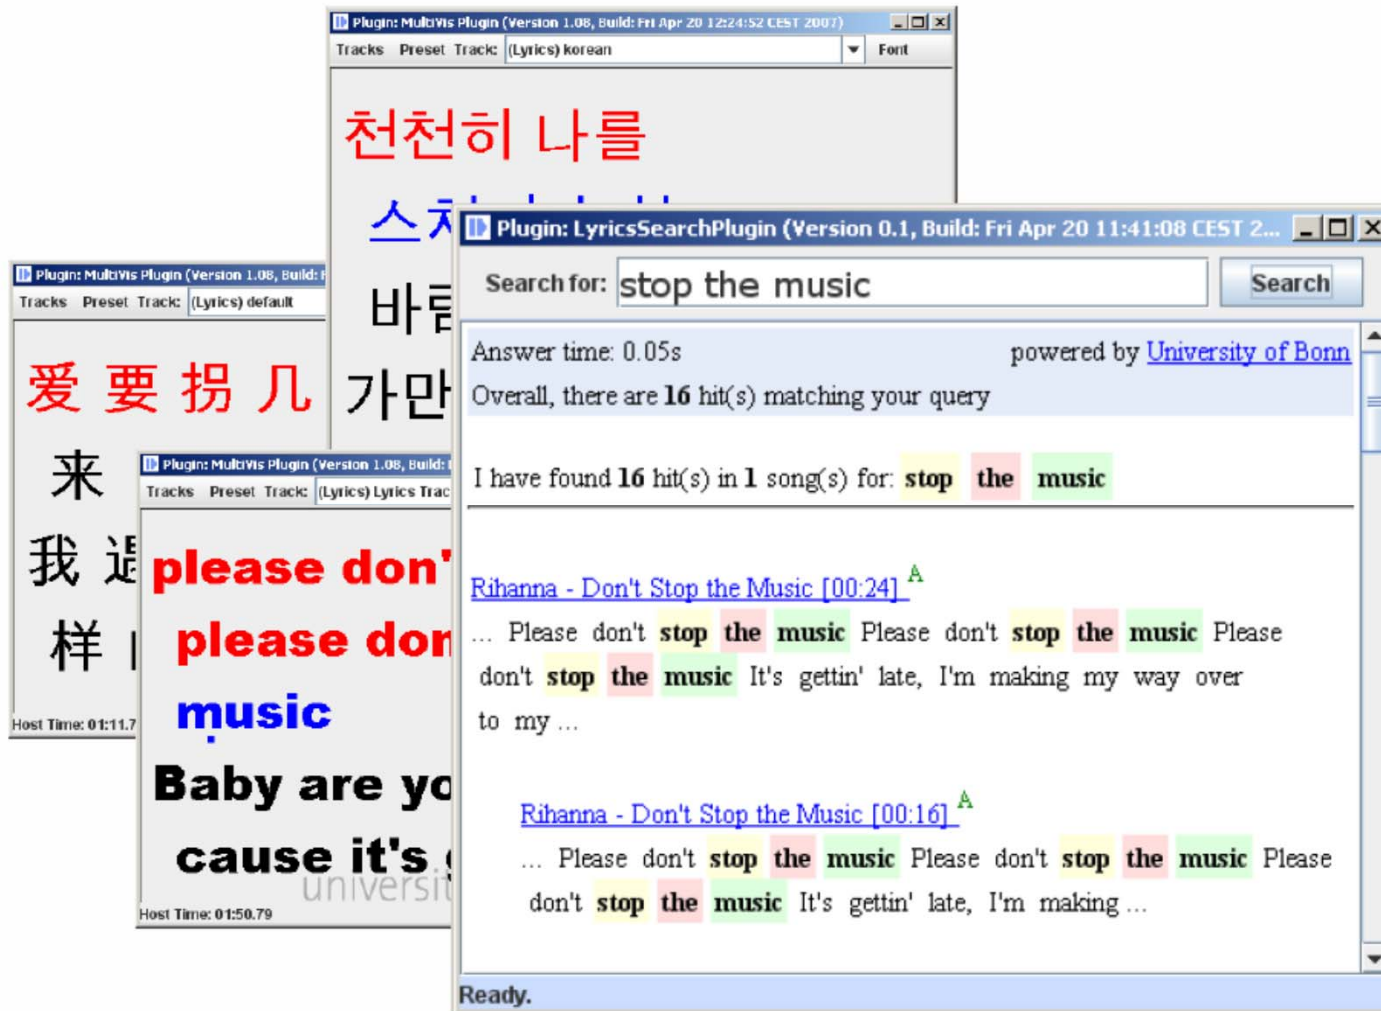 Plugin: MultiVis Plugin (Version 1.08, Build: Fri Apr 20 12:24:52 CEST 2007)
Tracks Preset Track: (Lyrics) korean Font
천천히 나를
바람
가만
Plugin: MultiVis Plugin (Version 1.08, Build:
Tracks Preset Track: (Lyrics) default
爱 要 拐 几
来
我 遇
样
Host Time: 01:11.7
Plugin: MultiVis Plugin (Version 1.08, Build:
Tracks Preset Track: (Lyrics) Lyrics Trac
please don'
please don
music
Baby are yo
cause it's
universit
Host Time: 01:50.79
Plugin: LyricsSearchPlugin (Version 0.1, Build: Fri Apr 20 11:41:08 CEST 2...
Search for: stop the music Search
Answer time: 0.05s powered by University of Bonn
Overall, there are 16 hit(s) matching your query
I have found 16 hit(s) in 1 song(s) for: stop the music
Rihanna - Don't Stop the Music [00:24] A
... Please don't stop the music Please don't stop the music Please
don't stop the music It's gettin' late, I'm making my way over
to my ...
Rihanna - Don't Stop the Music [00:16] A
... Please don't stop the music Please don't stop the music Please
don't stop the music It's gettin' late, I'm making ...
Ready.